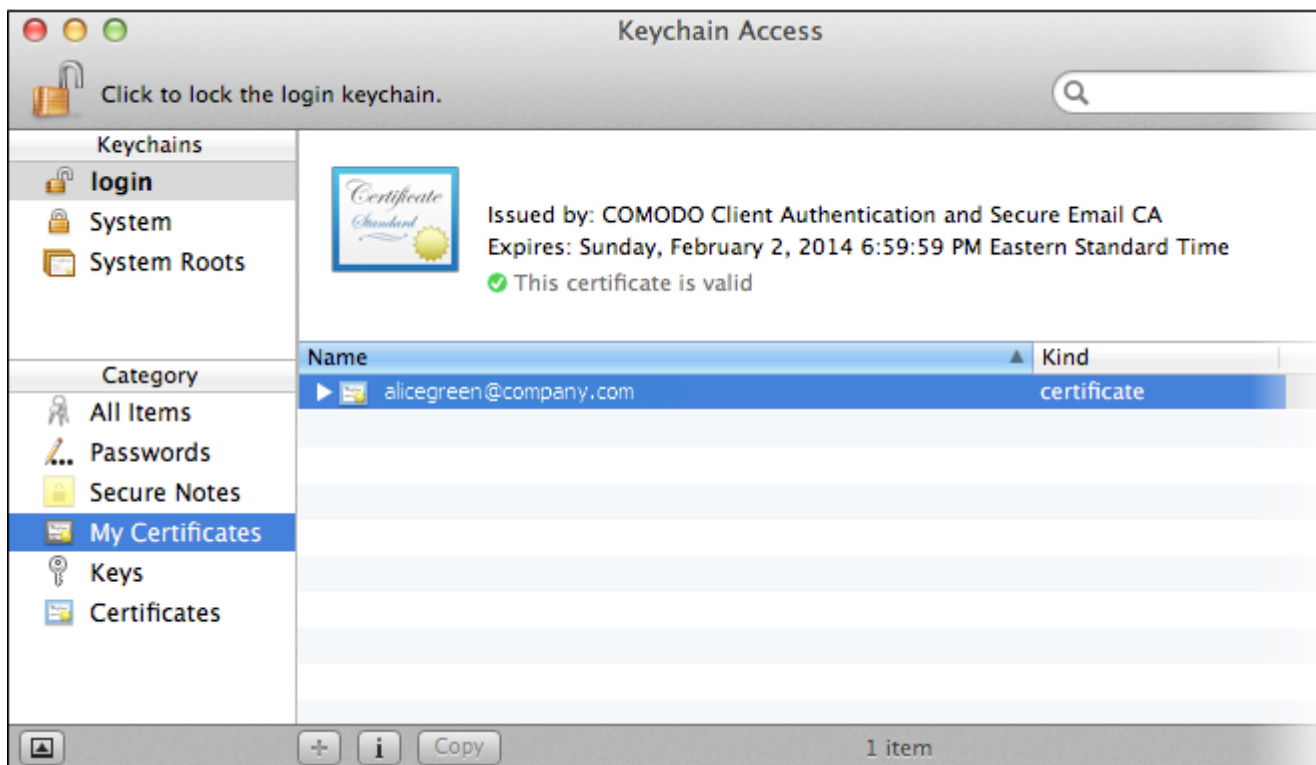 Keychain Access
Click to lock the login keychain.
Keychains
login
System
System Roots
Certificate
Standard
Issued by: COMODO Client Authentication and Secure Email CA
Expires: Sunday, February 2, 2014 6:59:59 PM Eastern Standard Time
This certificate is valid
Category
All Items
Passwords
Secure Notes
My Certificates
Keys
Certificates
Name Kind
alicegreen@company.com certificate
+ i Copy 1 item